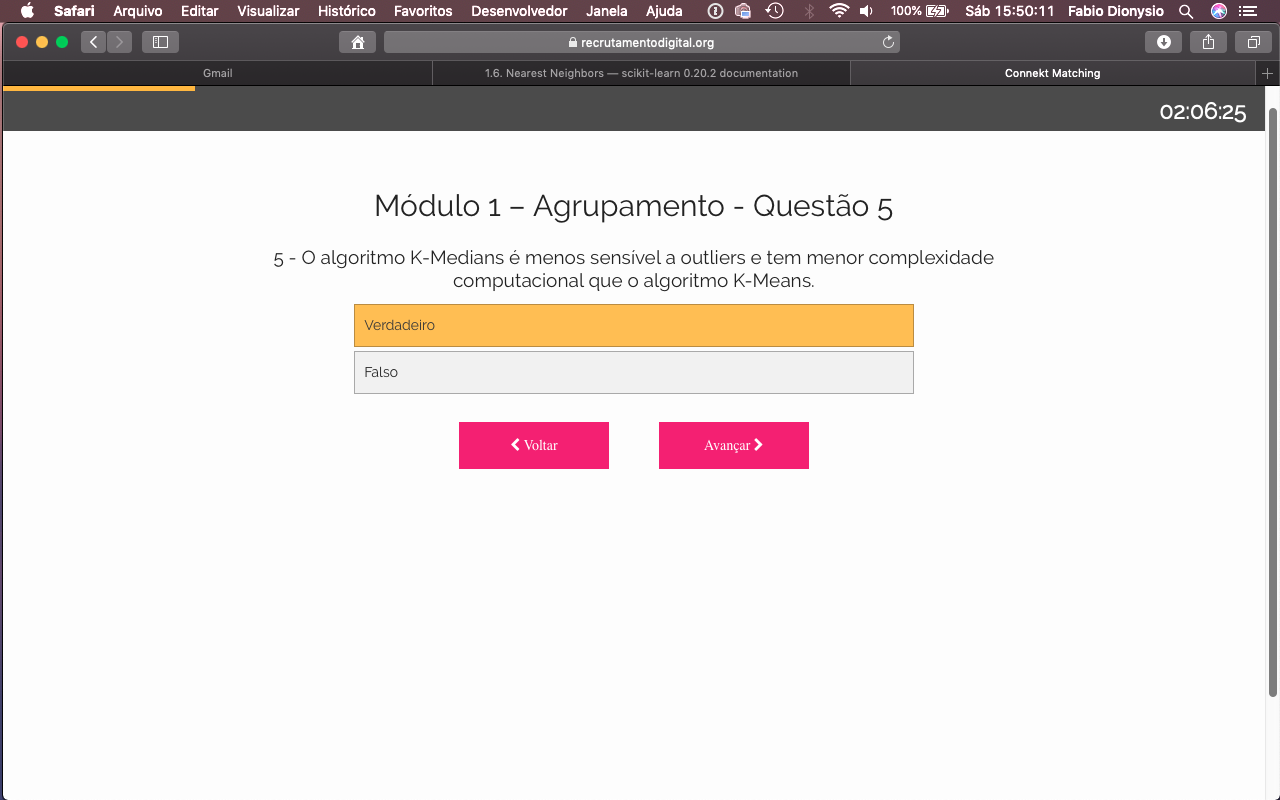 Safari Arquivo Editar Visualizar Histórico Favoritos Desenvolvedor Janela Ajuda 100% Sáb 15:50:11 Fabio Dionysio
recrutamentodigital.org
Gmail 1.6. Nearest Neighbors — scikit-learn 0.20.2 documentation Connekt Matching
02:06:25
Módulo 1 – Agrupamento - Questão 5
5 - O algoritmo K-Medians é menos sensível a outliers e tem menor complexidade
computacional que o algoritmo K-Means.
Verdadeiro
Falso
Voltar Avançar